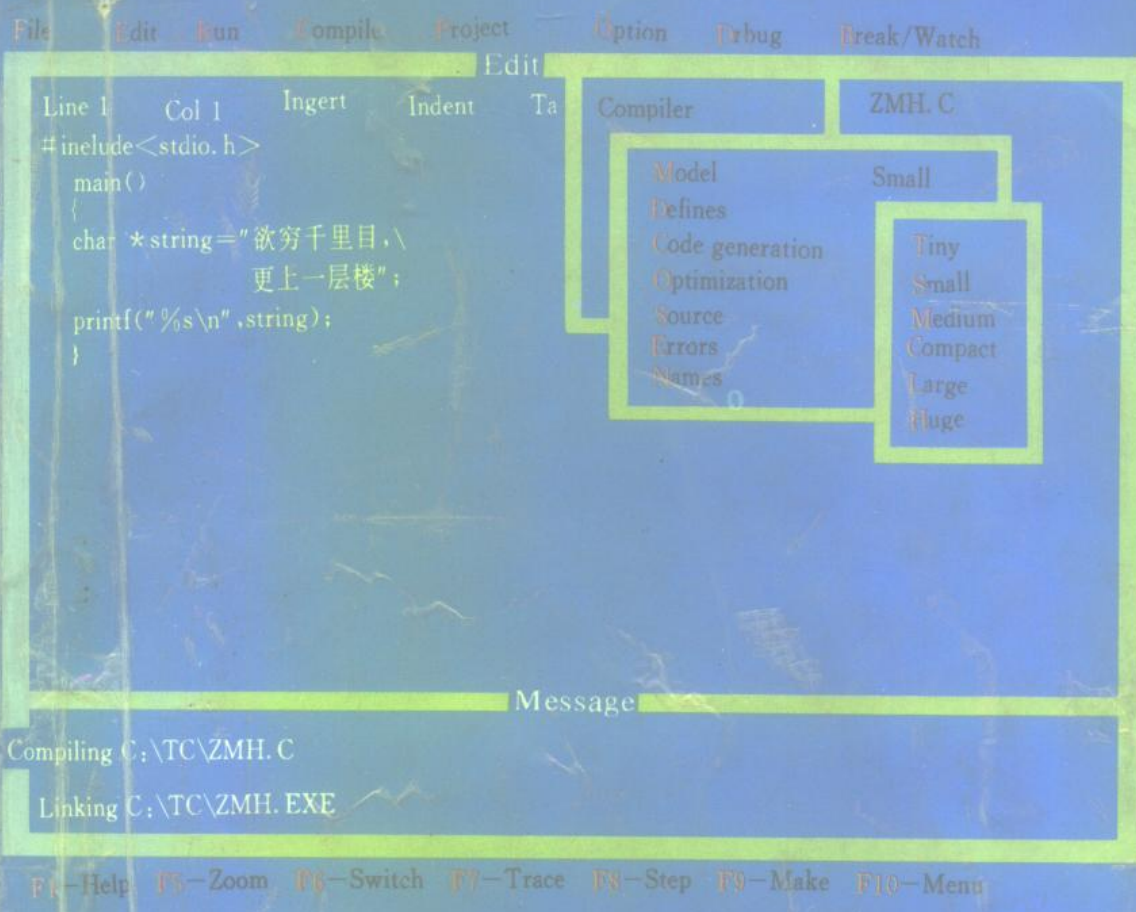 File Edit Run Compile Project Option Drbug Break/Watch
Edit
Line 1 Col 1 Ingert Indent Ta Compiler ZMH.C
#inelude<stdio.h>
main()
{
char *string="欲穷千里目,\
更上一层楼";
printf("%s\n",string);
}
Model Small
Defines
Code generation
Optimization
Source
Errors
Names
Tiny
Small
Medium
Compact
Large
Huge
Message
Compiling C:\TC\ZMH.C
Linking C:\TC\ZMH.EXE
F1—Help F5—Zoom F6—Switch F7—Trace F8—Step F9—Make F10—Menu